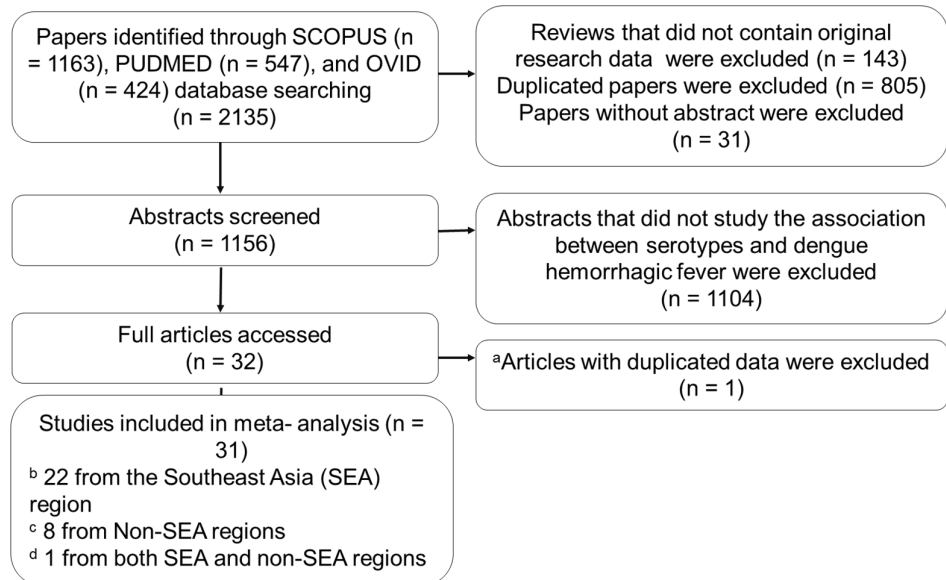 Papers identified through SCOPUS (n
= 1163), PUDMED (n = 547), and OVID
(n = 424) database searching
(n = 2135)
Reviews that did not contain original
research data were excluded (n = 143)
Duplicated papers were excluded (n = 805)
Papers without abstract were excluded
(n = 31)
Abstracts screened
(n = 1156)
Abstracts that did not study the association
between serotypes and dengue
hemorrhagic fever were excluded
(n = 1104)
Full articles accessed
(n = 32)
ᵃArticles with duplicated data were excluded
(n = 1)
Studies included in meta- analysis (n =
31)
ᵇ 22 from the Southeast Asia (SEA)
region
ᶜ 8 from Non-SEA regions
ᵈ 1 from both SEA and non-SEA regions